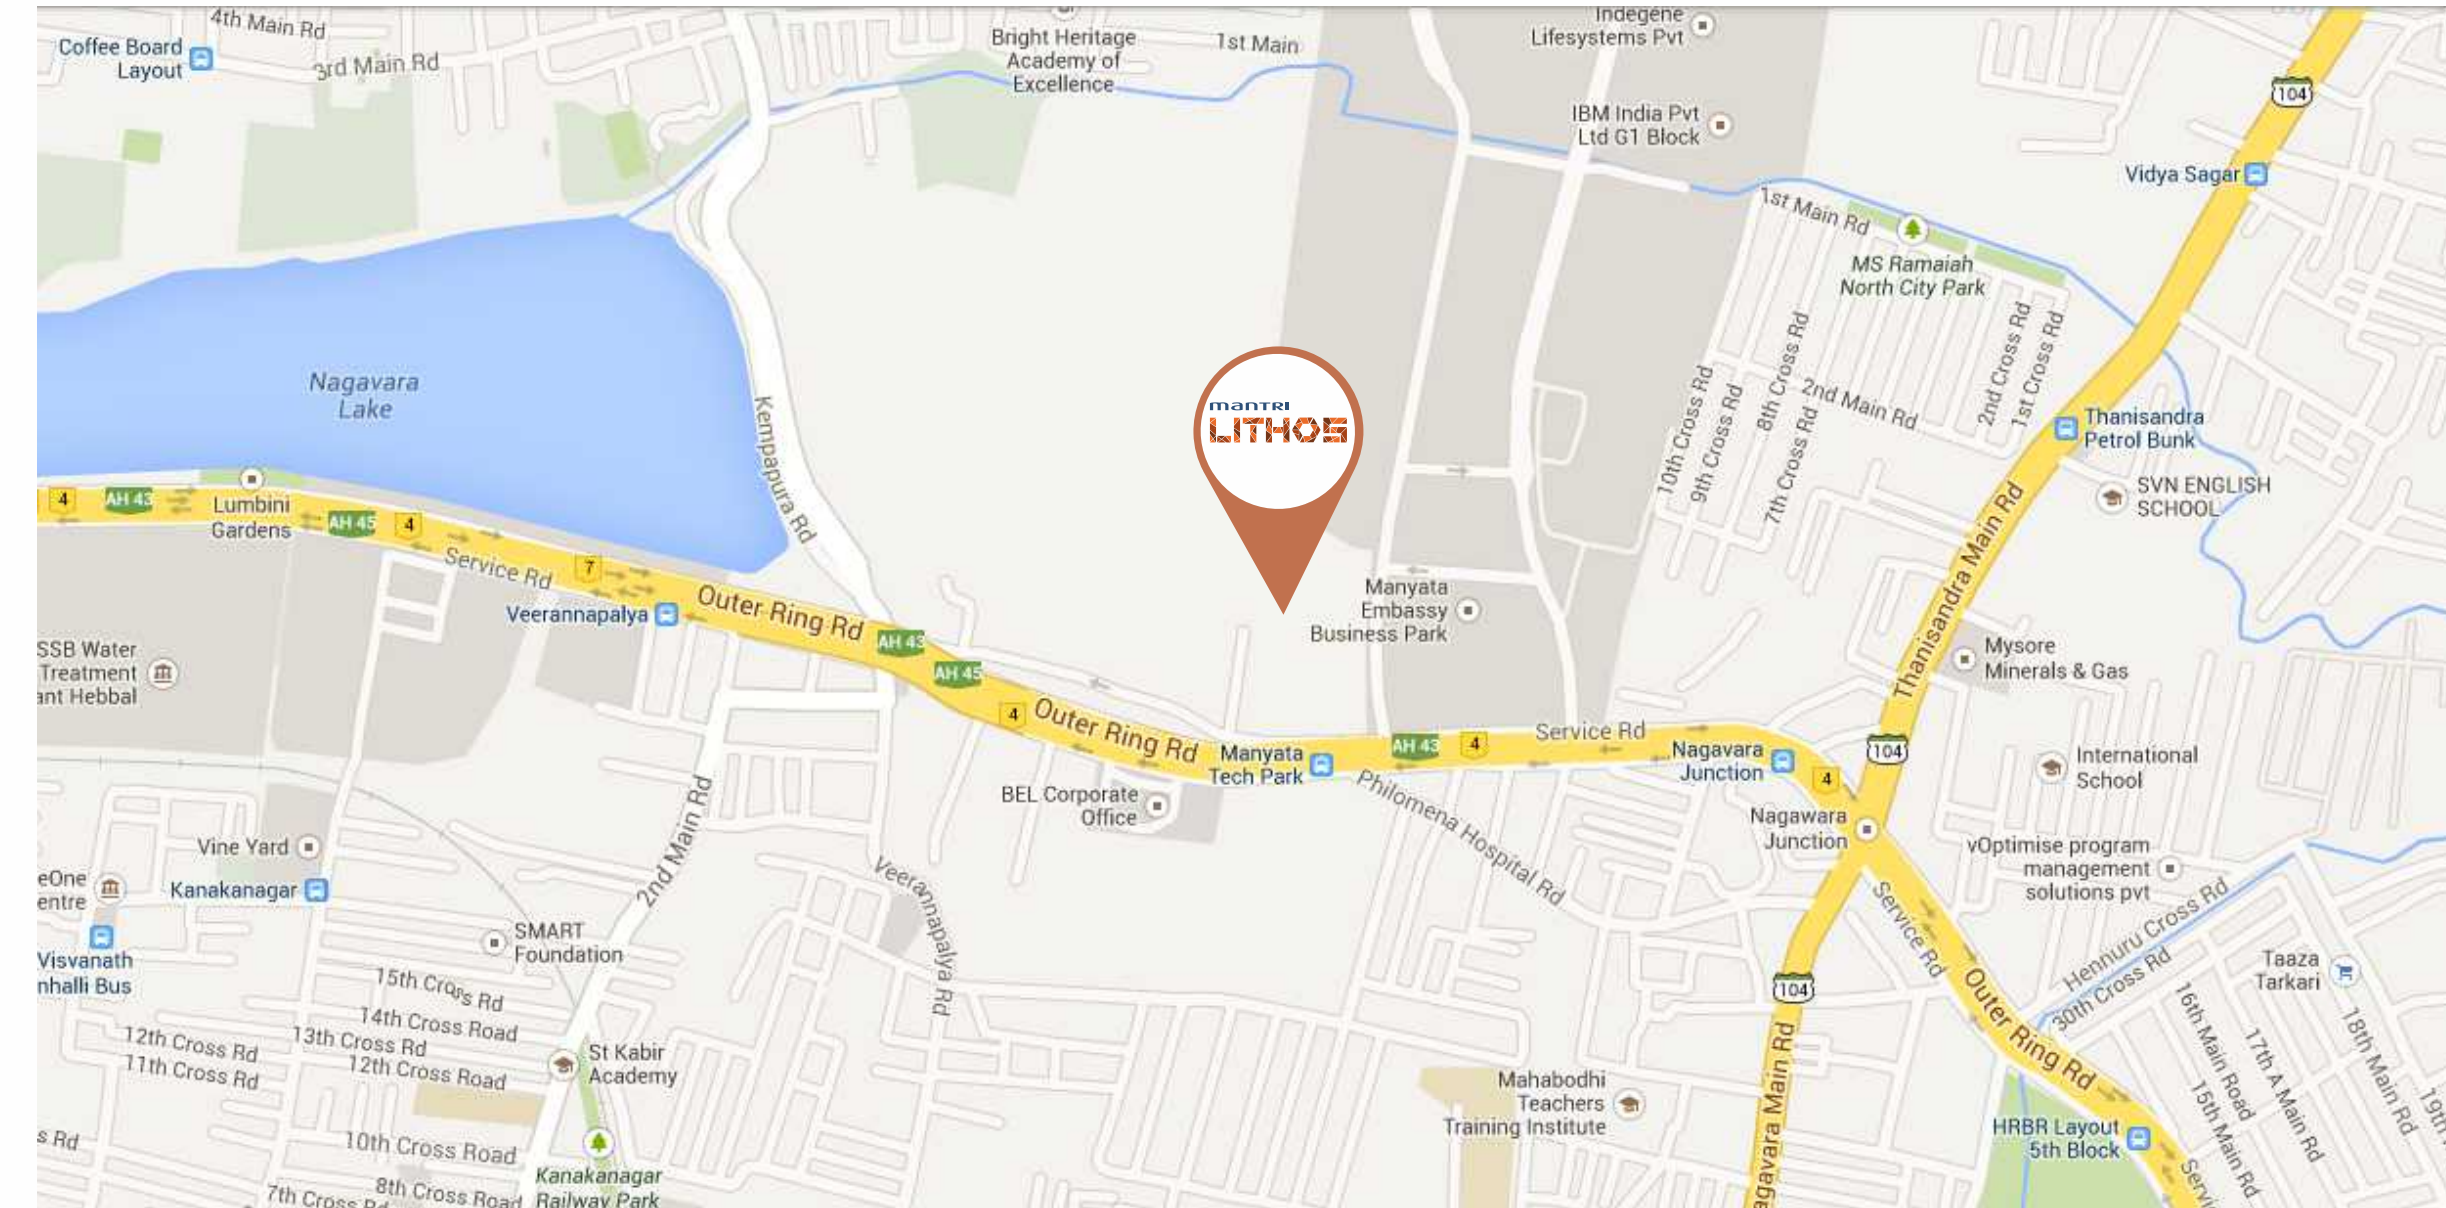 4th Main Rd
3rd Main Rd
Coffee Board
Layout
Bright Heritage
Academy of
Excellence
1st Main
Indegene
Lifesystems Pvt
104
IBM India Pvt
Ltd G1 Block
Vidya Sagar
1st Main Rd
MS Ramaiah
North City Park
Nagavara
Lake
Kempapura Rd
mantri
LITHOS
10th Cross Rd
9th Cross Rd
8th Cross Rd
7th Cross Rd
2nd Main Rd
2nd Cross Rd
1st Cross Rd
Thanisandra
Petrol Bunk
SVN ENGLISH
SCHOOL
4
AH 43
Lumbini
Gardens
AH 45
4
Service Rd
7
Veerannapalya
Outer Ring Rd
AH 43
AH 45
Manyata
Embassy
Business Park
Thanisandra Main Rd
Mysore
Minerals & Gas
SSB Water
Treatment
ant Hebbal
4
Outer Ring Rd
Manyata
Tech Park
AH 43
4
Service Rd
Nagavara
Junction
4
104
International
School
BEL Corporate
Office
Philomena Hospital Rd
Nagawara
Junction
vOptimise program
management
solutions pvt
Vine Yard
Kanakanagar
eOne
entre
2nd Main Rd
Veerannapalya Rd
Service Rd
Hennuru Cross Rd
30th Cross Rd
Visvanath
nhalli Bus
SMART
Foundation
15th Cross Rd
14th Cross Road
13th Cross Rd
12th Cross Road
12th Cross Rd
11th Cross Rd
St Kabir
Academy
104
Outer Ring Rd
Taaza
Tarkari
16th Main Road
17th A Main Rd
18th Main Rd
15th Main Rd
19th
Mahabodhi
Teachers
Training Institute
agavara Main Rd
HRBR Layout
5th Block
Servi
s Rd
10th Cross Road
8th Cross Road
7th Cross Rd
Kanakanagar
Railway Park